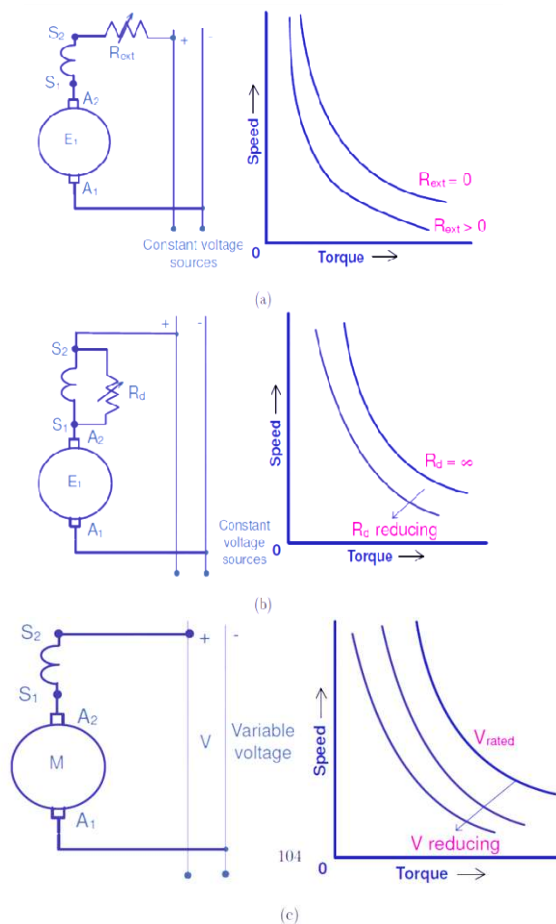 S2
Rext
+ -
S1
A2
E1
A1
Constant voltage
sources
Speed
Rext = 0
Rext > 0
0
Torque
(a)
+ -
S2
Rd
S1
A2
E1
A1
Constant
voltage
sources
Speed
Rd = ∞
Rd reducing
0
Torque
(b)
S2
+ -
S1
A2
V
Variable
voltage
M
A1
104
Speed
Vrated
V reducing
0
Torque
(c)